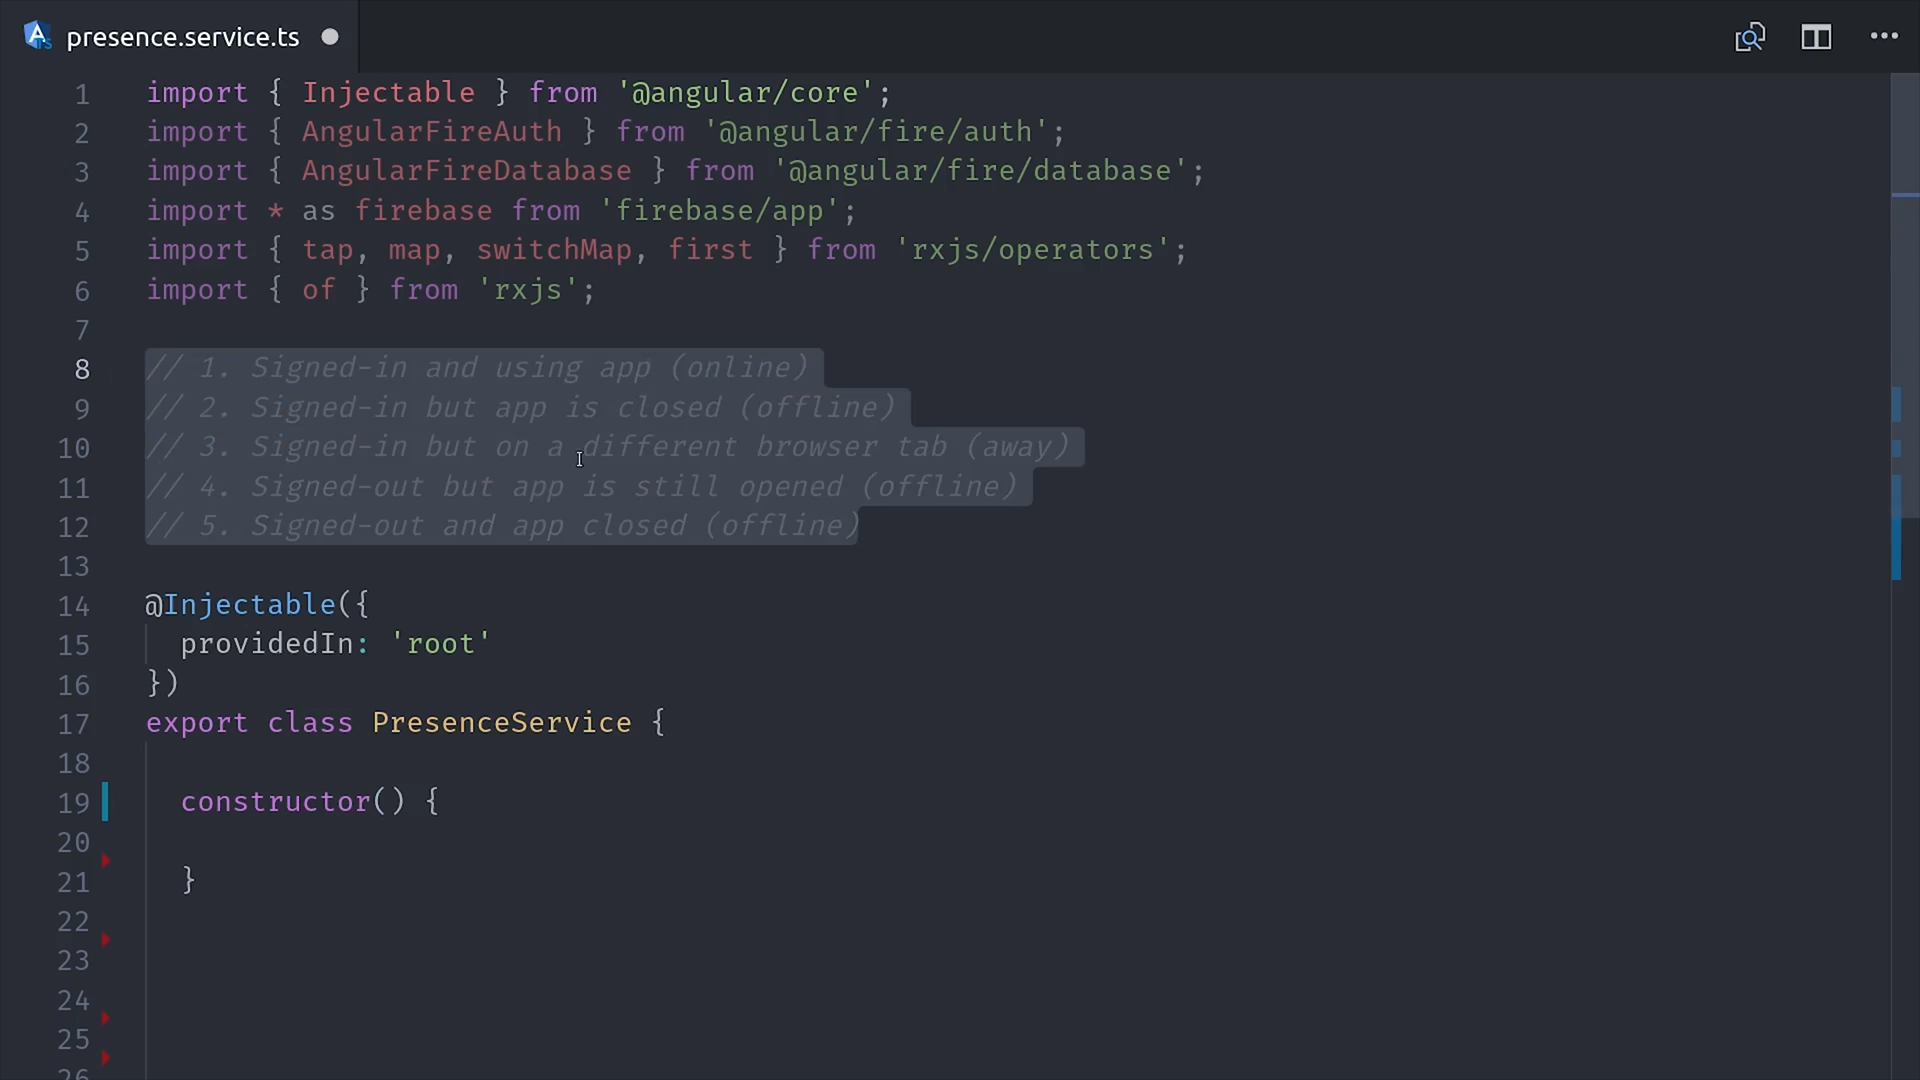 presence.service.ts
1 import { Injectable } from '@angular/core';
2 import { AngularFireAuth } from '@angular/fire/auth';
3 import { AngularFireDatabase } from '@angular/fire/database';
4 import * as firebase from 'firebase/app';
5 import { tap, map, switchMap, first } from 'rxjs/operators';
6 import { of } from 'rxjs';
7
8 // 1. Signed-in and using app (online)
9 // 2. Signed-in but app is closed (offline)
10 // 3. Signed-in but on a different browser tab (away)
11 // 4. Signed-out but app is still opened (offline)
12 // 5. Signed-out and app closed (offline)
13
14 @Injectable({
15 providedIn: 'root'
16 })
17 export class PresenceService {
18
19 constructor() {
20
21 }
22
23
24
25
26